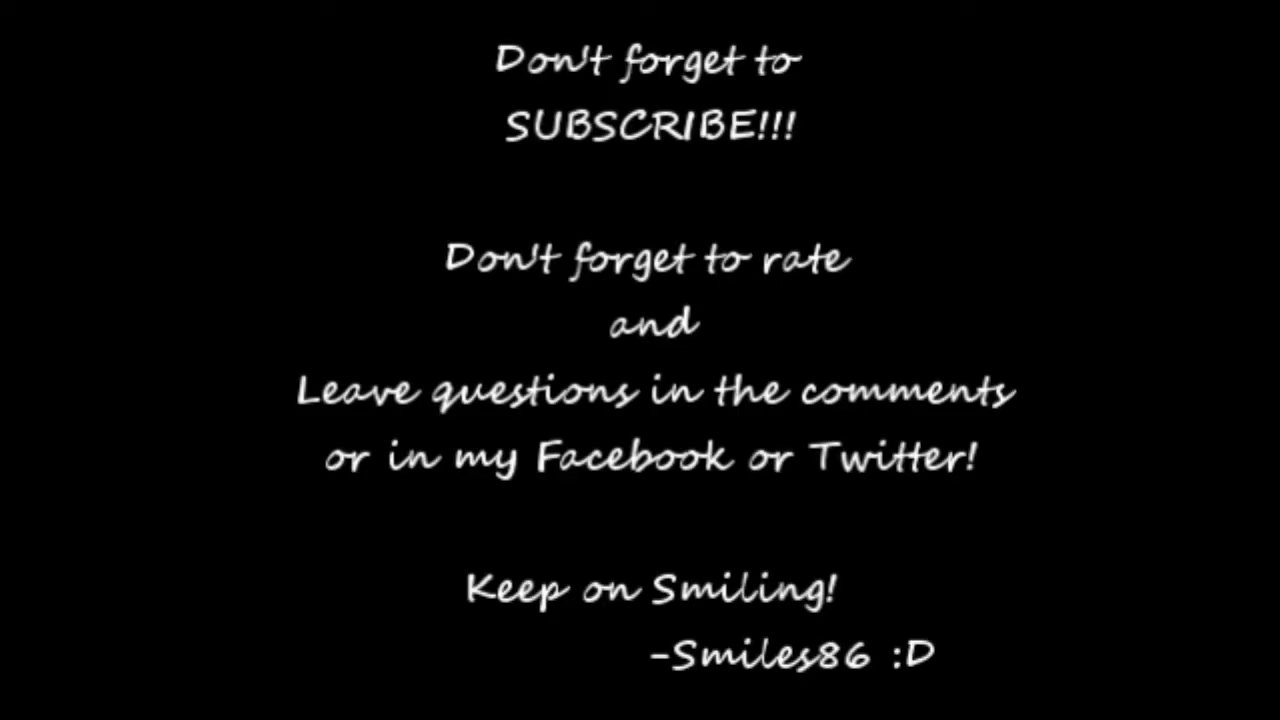 Don't forget to
SUBSCRIBE!!!
Don't forget to rate
and
Leave questions in the comments
or in my Facebook or Twitter!
Keep on Smiling!
-Smiles86 :D